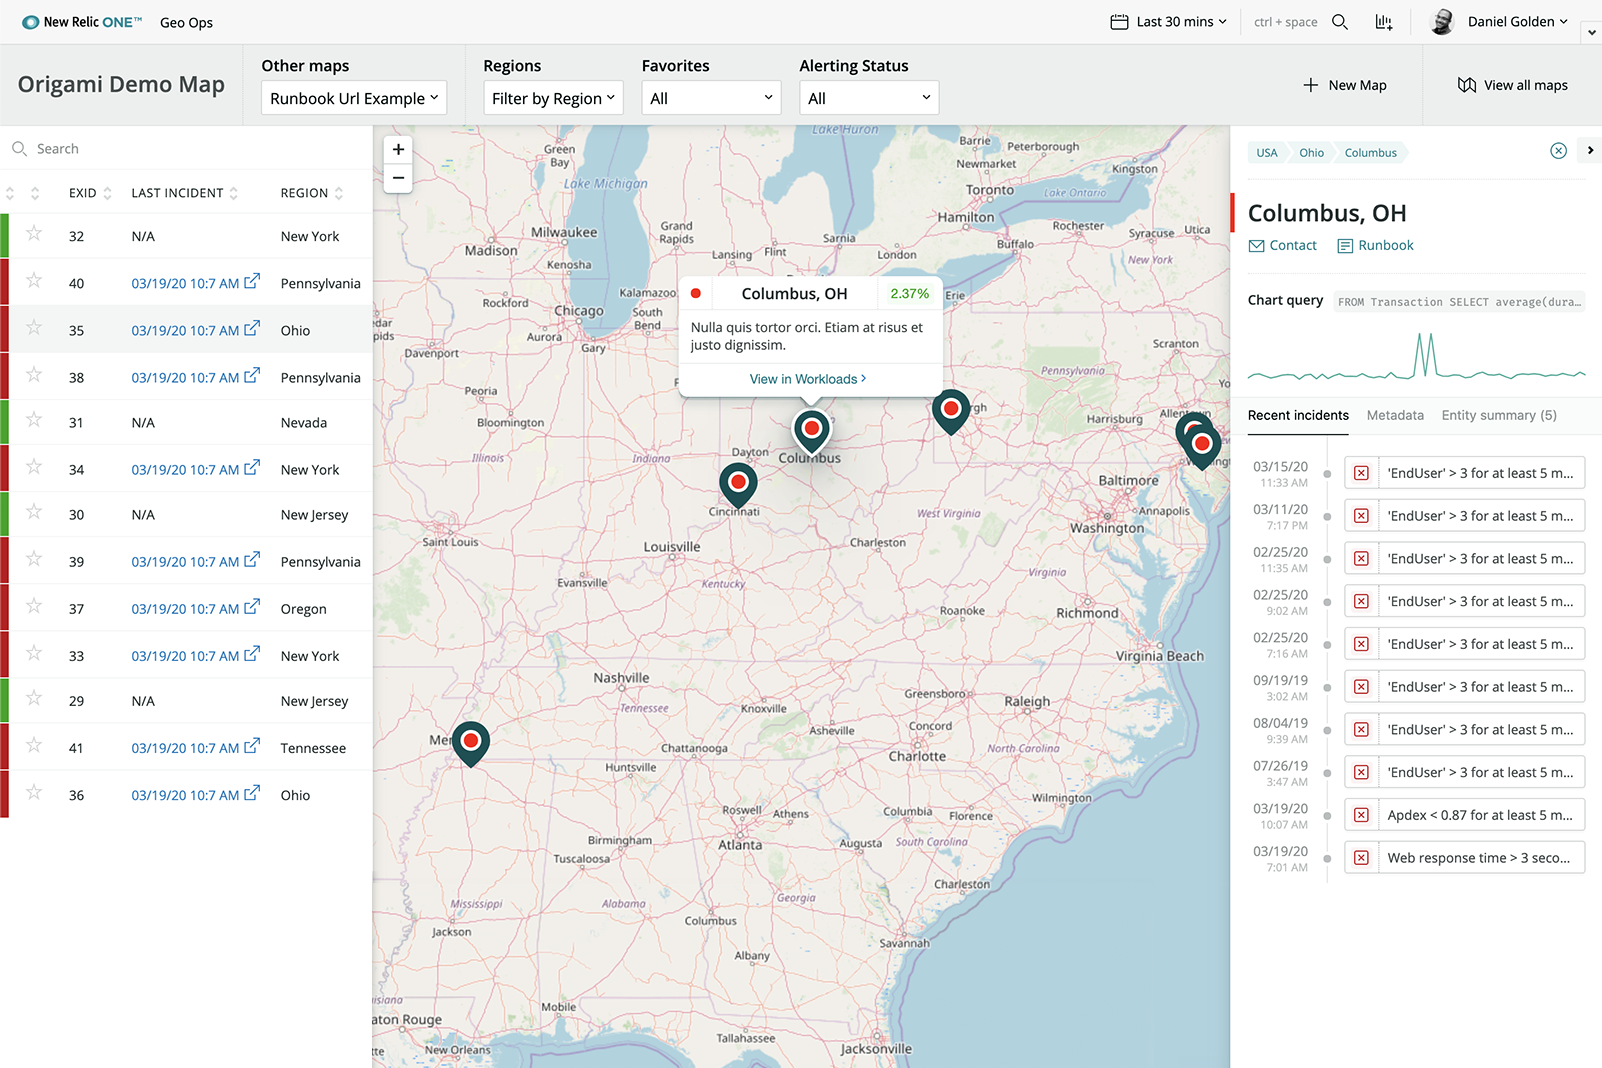 New Relic ONE™
Geo Ops
Last 30 mins
ctrl + space
Daniel Golden
Origami Demo Map
Other maps
Runbook Url Example
Regions
Filter by Region
Favorites
All
Alerting Status
All
New Map
View all maps
Search
EXID LAST INCIDENT REGION
32 N/A New York
40 03/19/20 10:7 AM Pennsylvania
35 03/19/20 10:7 AM Ohio
38 03/19/20 10:7 AM Pennsylvania
31 N/A Nevada
34 03/19/20 10:7 AM New York
30 N/A New Jersey
39 03/19/20 10:7 AM Pennsylvania
37 03/19/20 10:7 AM Oregon
33 03/19/20 10:7 AM New York
29 N/A New Jersey
41 03/19/20 10:7 AM Tennessee
36 03/19/20 10:7 AM Ohio
+
−
Lake Huron
Green Bay
Barrie
Peterborough
Newmarket
Kingston
Lake Michigan
Toronto
Lake Ontario
Hamilton
Milwaukee
Grand Rapids
Sarnia
Rochester
Syracuse
Utica
Madison
Kenosha
Lansing
Flint
London
Buffalo
New York
Rockford
Kalamazoo
Erie
Chicago
South Bend
dar
pids
Aurora
Gary
Scranton
Davenport
Peoria
Pennsylvania
Bloomington
rgh
Harrisburg
Allentown
Columbus, OH
2.37%
Nulla quis tortor orci. Etiam at risus et
justo dignissim.
View in Workloads
Illinois
Indiana
Dayton
Columbus
Cincinnati
Baltimore
Annapolis
Washington
West Virginia
Saint Louis
Louisville
Charleston
Evansville
Kentucky
Virginia
Roanoke
Richmond
Virginia Beach
Nashville
Greensboro
Raleigh
Tennessee
Knoxville
Asheville
Concord
Mem
Chattanooga
Charlotte
North Carolina
Huntsville
Wilmington
Roswell
Athens
Columbia
Florence
Birmingham
Atlanta
Augusta
South Carolina
Tuscaloosa
Charleston
Mississippi
Alabama
Georgia
Jackson
Columbus
Savannah
Albany
uisiana
Mobile
aton Rouge
Tallahassee
tte
New Orleans
Jacksonville
USA
Ohio
Columbus
Columbus, OH
Contact
Runbook
Chart query
FROM Transaction SELECT average(dura…
Recent incidents
Metadata
Entity summary (5)
03/15/20
11:33 AM
'EndUser' > 3 for at least 5 m...
03/11/20
7:17 PM
'EndUser' > 3 for at least 5 m...
02/25/20
11:35 AM
'EndUser' > 3 for at least 5 m...
02/25/20
9:02 AM
'EndUser' > 3 for at least 5 m...
02/25/20
7:16 AM
'EndUser' > 3 for at least 5 m...
09/19/19
3:02 AM
'EndUser' > 3 for at least 5 m...
08/04/19
9:39 AM
'EndUser' > 3 for at least 5 m...
07/26/19
3:47 AM
'EndUser' > 3 for at least 5 m...
03/19/20
10:07 AM
Apdex < 0.87 for at least 5 m...
03/19/20
7:01 AM
Web response time > 3 seco...